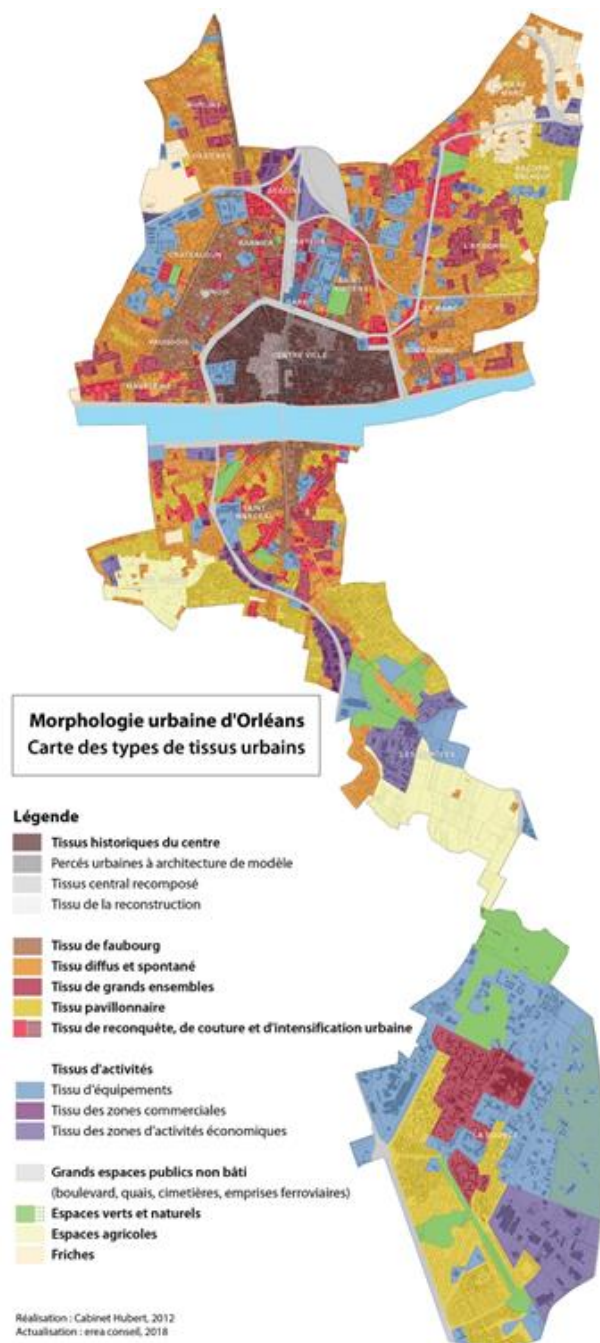 CENTRE VILLE
GARE
MADELEINE
SAINT
Morphologie urbaine d'Orléans
Carte des types de tissus urbains
Légende
Tissus historiques du centre
Percés urbaines à architecture de modèle
Tissus central recomposé
Tissu de la reconstruction
Tissu de faubourg
Tissu diffus et spontané
Tissu de grands ensembles
Tissu pavillonnaire
Tissu de reconquête, de couture et d'intensification urbaine
Tissus d'activités
Tissu d'équipements
Tissu des zones commerciales
Tissu des zones d'activités économiques
Grands espaces publics non bâti
(boulevard, quais, cimetières, emprises ferroviaires)
Espaces verts et naturels
Espaces agricoles
Friches
Réalisation : Cabinet Hubert, 2012
Actualisation : erea conseil, 2018